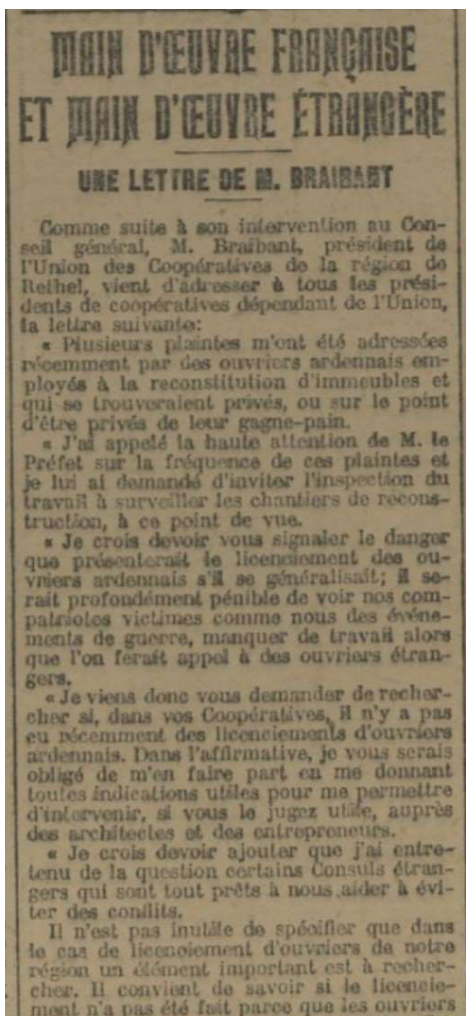 MAIN D'ŒUVRE FRANÇAISE
ET MAIN D'ŒUVRE ÉTRANGÈRE
UNE LETTRE DE M. BRAIBANT
Comme suite à son intervention au Con-
seil général, M. Braibant, président de
l'Union des Coopératives de la région de
Rethel, vient d'adresser à tous les prési-
dents de coopératives dépendant de l'Union,
la lettre suivante:
« Plusieurs plaintes m'ont été adressées
récemment par des ouvriers ardennais em-
ployés à la reconstitution d'immeubles et
qui se trouveraient privés, ou sur le point
d'être privés de leur gagne-pain.
« J'ai appelé la haute attention de M. le
Préfet sur la fréquence de ces plaintes et
je lui ai demandé d'inviter l'inspection du
travail à surveiller les chantiers de recons-
truction, à ce point de vue.
« Je crois devoir vous signaler le danger
que présenterait le licenciement des ou-
vriers ardennais s'il se généralisait; il se-
rait profondément pénible de voir nos com-
patriotes victimes comme nous des événe-
ments de guerre, manquer de travail alors
que l'on ferait appel à des ouvriers étran-
gers.
« Je viens donc vous demander de recher-
cher si, dans vos Coopératives, il n'y a pas
eu récemment des licenciements d'ouvriers
ardennais. Dans l'affirmative, je vous serais
obligé de m'en faire part en me donnant
toutes indications utiles pour me permettre
d'intervenir, si vous le jugez utile, auprès
des architectes et des entrepreneurs.
« Je crois devoir ajouter que j'ai entre-
tenu de la question certains Consuls étran-
gers qui sont tout prêts à nous aider à évi-
ter des conflits.
Il n'est pas inutile de spécifier que dans
le cas de licenciement d'ouvriers de notre
région un élément important est à recher-
cher. Il convient de savoir si le licencie-
ment n'a pas été fait parce que les ouvriers